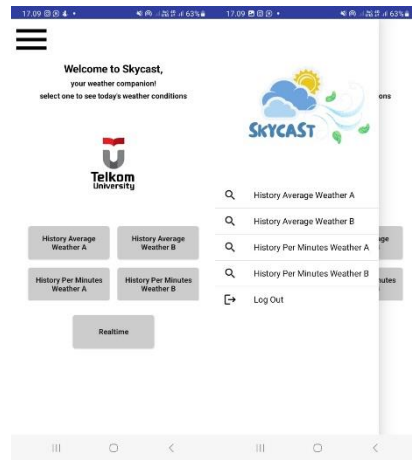 17.09
63%
Welcome to Skycast,
your weather companion!
select one to see today's weather conditions
Telkom
University
History Average
Weather A
History Average
Weather B
History Per Minutes
Weather A
History Per Minutes
Weather B
Realtime
17.09
63%
ons
SKYCAST
History Average Weather A
History Average Weather B
History Per Minutes Weather A
History Per Minutes Weather B
Log Out
age
nutes